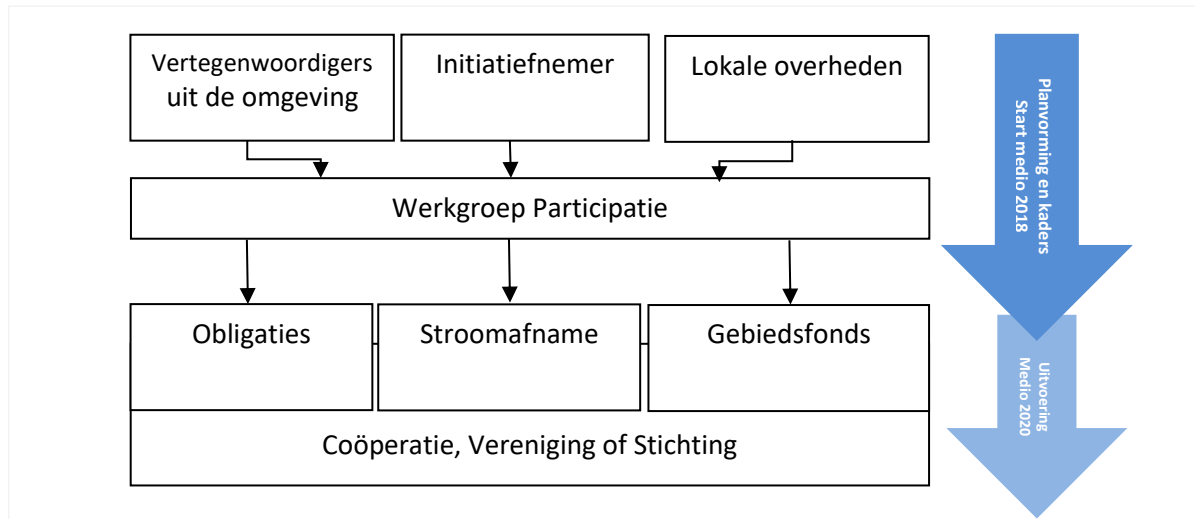 Vertegenwoordigers
uit de omgeving
Initiatiefnemer
Lokale overheden
Werkgroep Participatie
Obligaties
Stroomafname
Gebiedsfonds
Coöperatie, Vereniging of Stichting
Planvorming en kaders
Start medio 2018
Uitvoering
Medio 2020